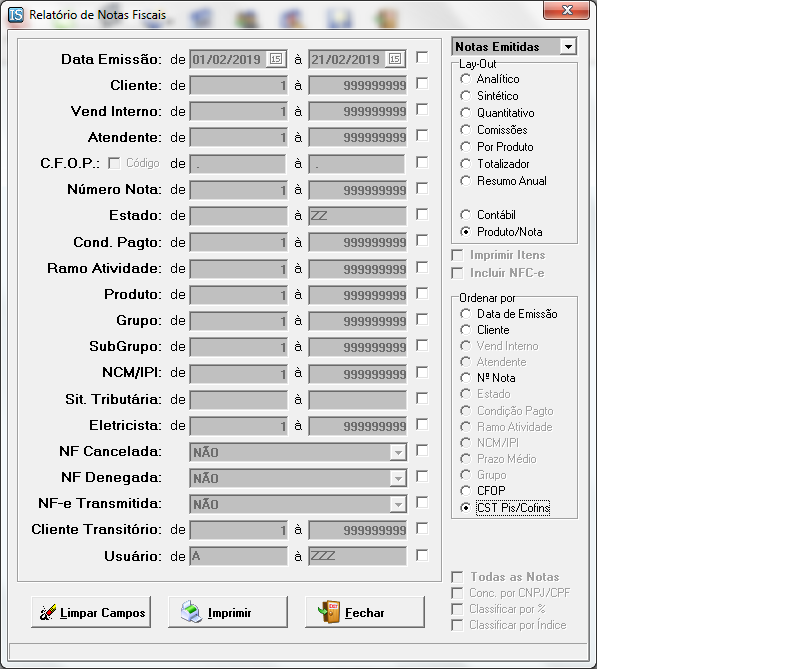 IS Relatório de Notas Fiscais
Data Emissão: de 01/02/2019 15 à 21/02/2019 15
Cliente: de 1 à 999999999
Vend Interno: de 1 à 999999999
Atendente: de 1 à 999999999
C.F.O.P.: Código de . à .
Número Nota: de 1 à 999999999
Estado: de à ZZ
Cond. Pagto: de 1 à 999999999
Ramo Atividade: de 1 à 999999999
Produto: de 1 à 999999999
Grupo: de 1 à 999999999
SubGrupo: de 1 à 999999999
NCM/IPI: de 1 à 999999999
Sit. Tributária: de à
Eletricista: de 1 à 999999999
NF Cancelada: NÃO
NF Denegada: NÃO
NF-e Transmitida: NÃO
Cliente Transitório: de 1 à 999999999
Usuário: de A à ZZZ
Limpar Campos
Imprimir
EXIT Fechar
Notas Emitidas
Lay-Out
Analítico
Sintético
Quantitativo
Comissões
Por Produto
Totalizador
Resumo Anual
Contábil
Produto/Nota
Imprimir Itens
Incluir NFC-e
Ordenar por
Data de Emissão
Cliente
Vend Interno
Atendente
Nº Nota
Estado
Condição Pagto
Ramo Atividade
NCM/IPI
Prazo Médio
Grupo
CFOP
CST Pis/Cofins
Todas as Notas
Conc. por CNPJ/CPF
Classificar por %
Classificar por Índice